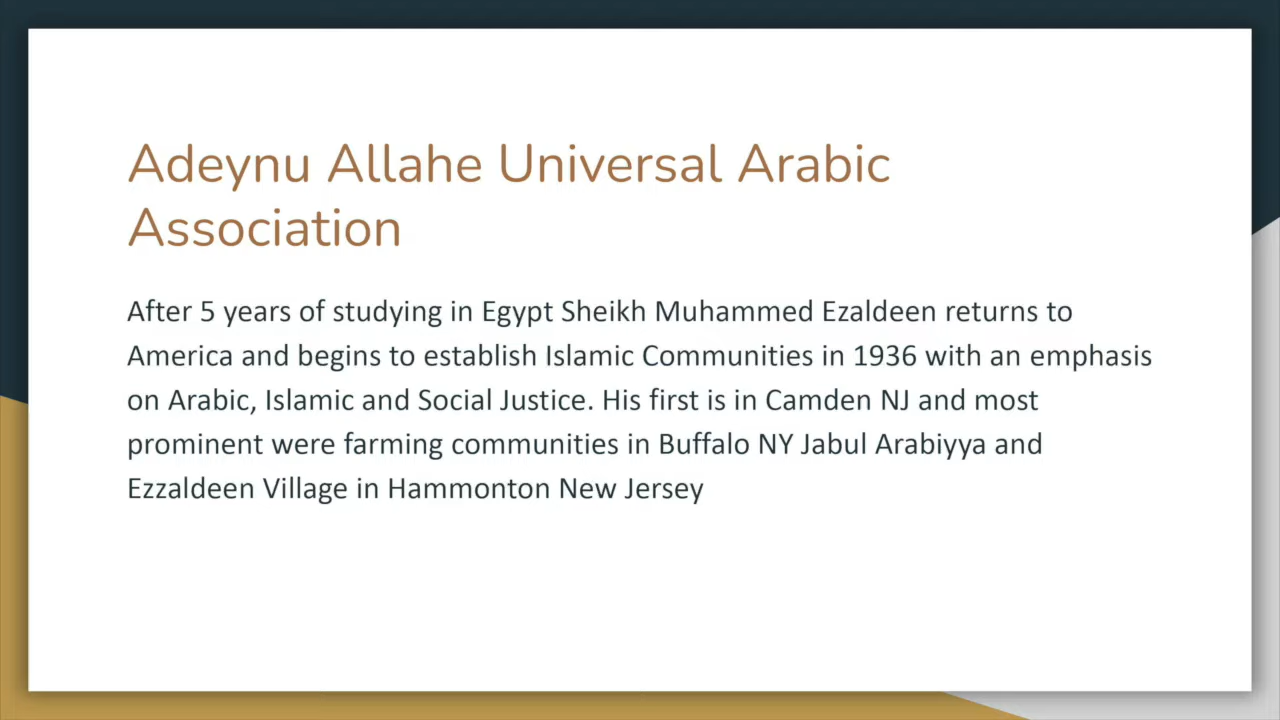 Adeynu Allahe Universal Arabic
Association
After 5 years of studying in Egypt Sheikh Muhammed Ezaldeen returns to
America and begins to establish Islamic Communities in 1936 with an emphasis
on Arabic, Islamic and Social Justice. His first is in Camden NJ and most
prominent were farming communities in Buffalo NY Jabul Arabiyya and
Ezzaldeen Village in Hammonton New Jersey